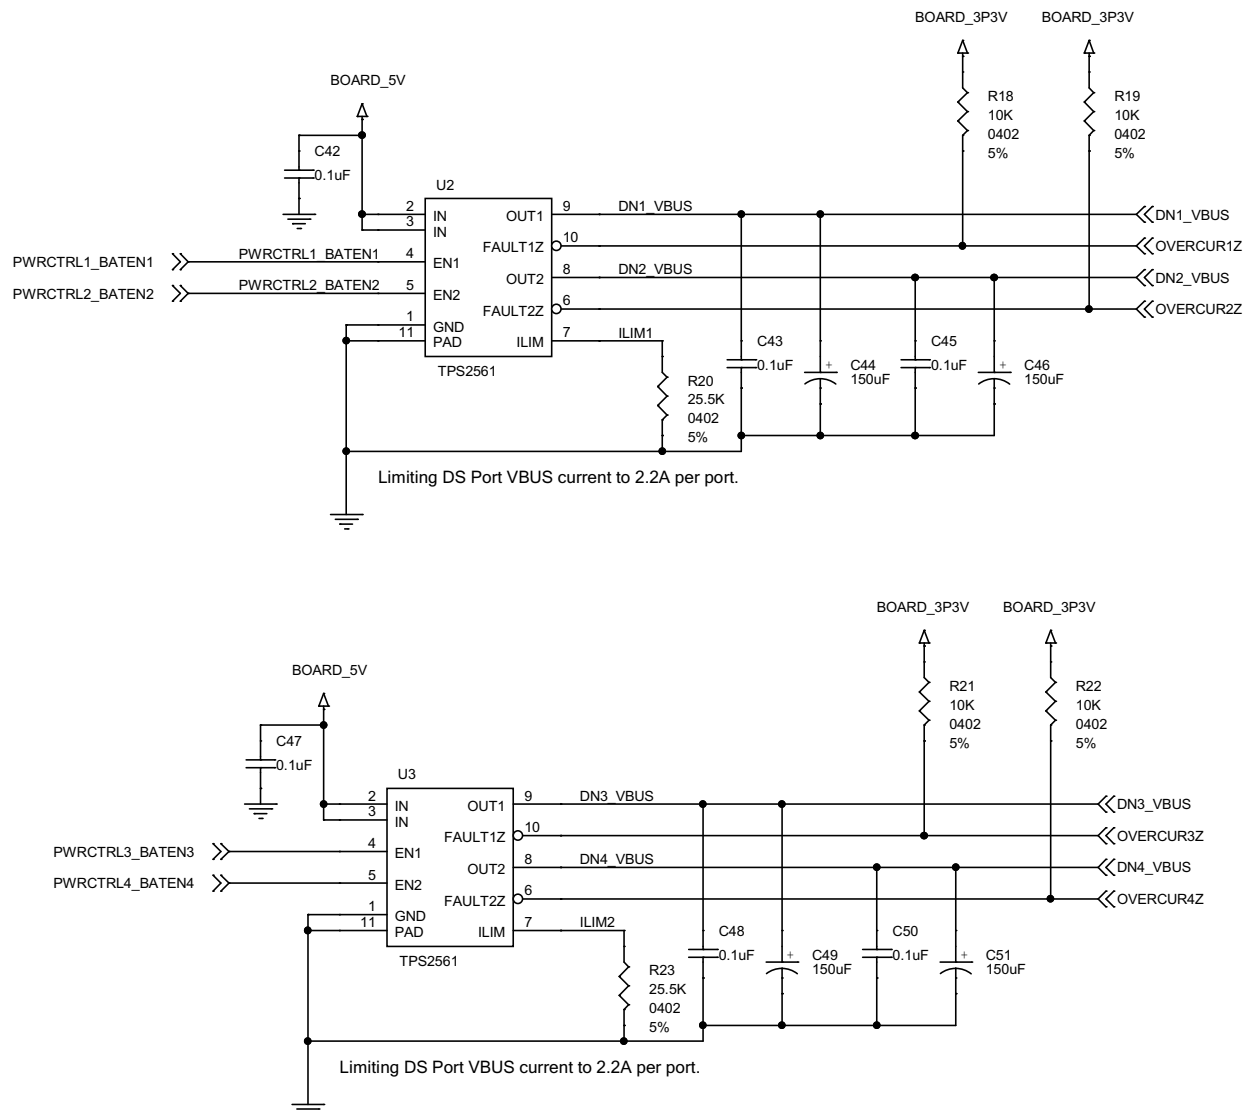 BOARD_3P3V BOARD_3P3V
BOARD_5V
R18
10K
0402
5%
R19
10K
0402
5%
C42
0.1uF
U2
2 IN
3 IN
4 EN1
5 EN2
1 GND
11 PAD
OUT1 9
FAULT1Z 10
OUT2 8
FAULT2Z 6
ILIM 7
TPS2561
PWRCTRL1_BATEN1
PWRCTRL1_BATEN1
PWRCTRL2_BATEN2
PWRCTRL2_BATEN2
DN1_VBUS
DN2_VBUS
ILIM1
DN1_VBUS
OVERCUR1Z
DN2_VBUS
OVERCUR2Z
R20
25.5K
0402
5%
C43
0.1uF
+
C44
150uF
C45
0.1uF
+
C46
150uF
Limiting DS Port VBUS current to 2.2A per port.
BOARD_3P3V BOARD_3P3V
BOARD_5V
R21
10K
0402
5%
R22
10K
0402
5%
C47
0.1uF
U3
2 IN
3 IN
4 EN1
5 EN2
1 GND
11 PAD
OUT1 9
FAULT1Z 10
OUT2 8
FAULT2Z 6
ILIM 7
TPS2561
PWRCTRL3_BATEN3
PWRCTRL4_BATEN4
DN3_VBUS
DN4_VBUS
ILIM2
DN3_VBUS
OVERCUR3Z
DN4_VBUS
OVERCUR4Z
R23
25.5K
0402
5%
C48
0.1uF
+
C49
150uF
C50
0.1uF
+
C51
150uF
Limiting DS Port VBUS current to 2.2A per port.